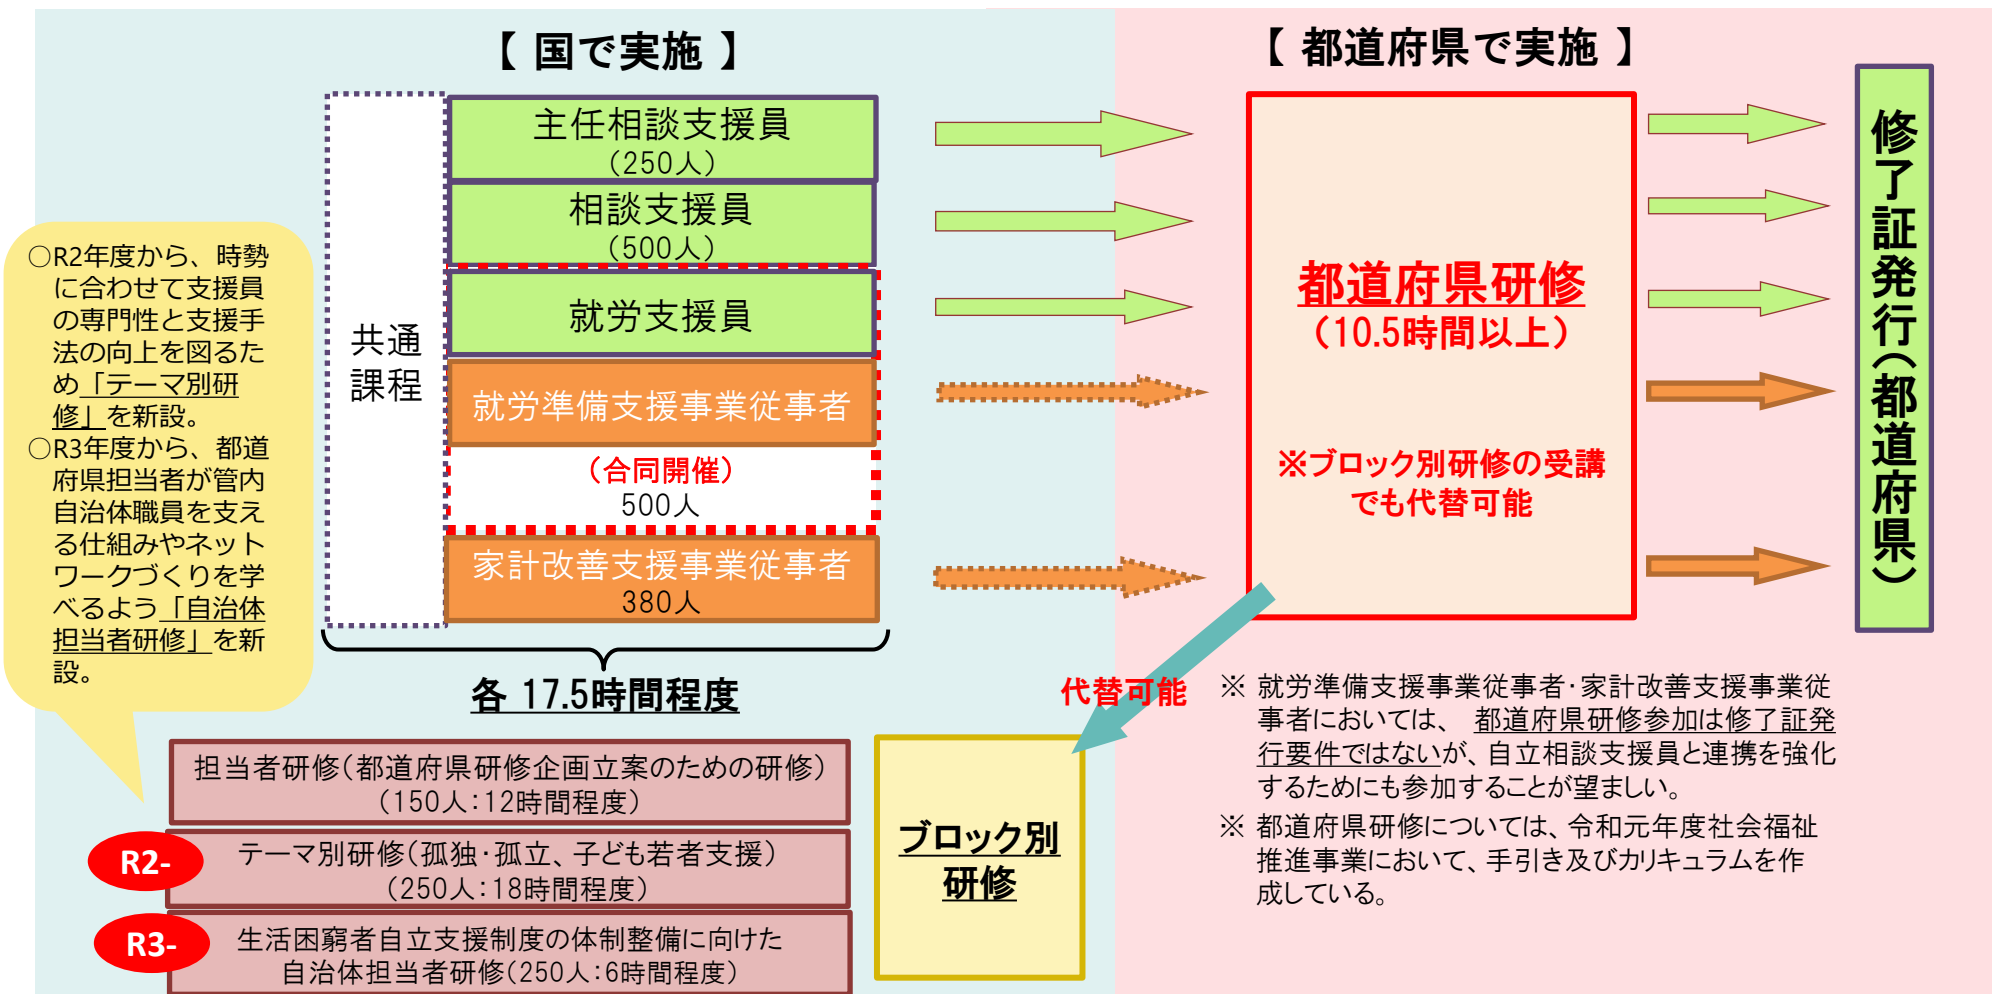 【 国で実施 】
共通
課程
主任相談支援員
(250人)
相談支援員
(500人)
就労支援員
就労準備支援事業従事者
(合同開催)
500人
家計改善支援事業従事者
380人
各 17.5時間程度
○R2年度から、時勢
に合わせて支援員
の専門性と支援手
法の向上を図るた
め「テーマ別研
修」を新設。
○R3年度から、都道
府県担当者が管内
自治体職員を支え
る仕組みやネット
ワークづくりを学
べるよう「自治体
担当者研修」を新
設。
担当者研修(都道府県研修企画立案のための研修)
(150人:12時間程度)
R2-
テーマ別研修(孤独・孤立、子ども若者支援)
(250人:18時間程度)
R3-
生活困窮者自立支援制度の体制整備に向けた
自治体担当者研修(250人:6時間程度)
ブロック別
研修
代替可能
【 都道府県で実施 】
都道府県研修
(10.5時間以上)
※ブロック別研修の受講
でも代替可能
修了証発行(都道府県)
※ 就労準備支援事業従事者・家計改善支援事業従
事者においては、 都道府県研修参加は修了証発
行要件ではないが、自立相談支援員と連携を強化
するためにも参加することが望ましい。
※ 都道府県研修については、令和元年度社会福祉
推進事業において、手引き及びカリキュラムを作
成している。